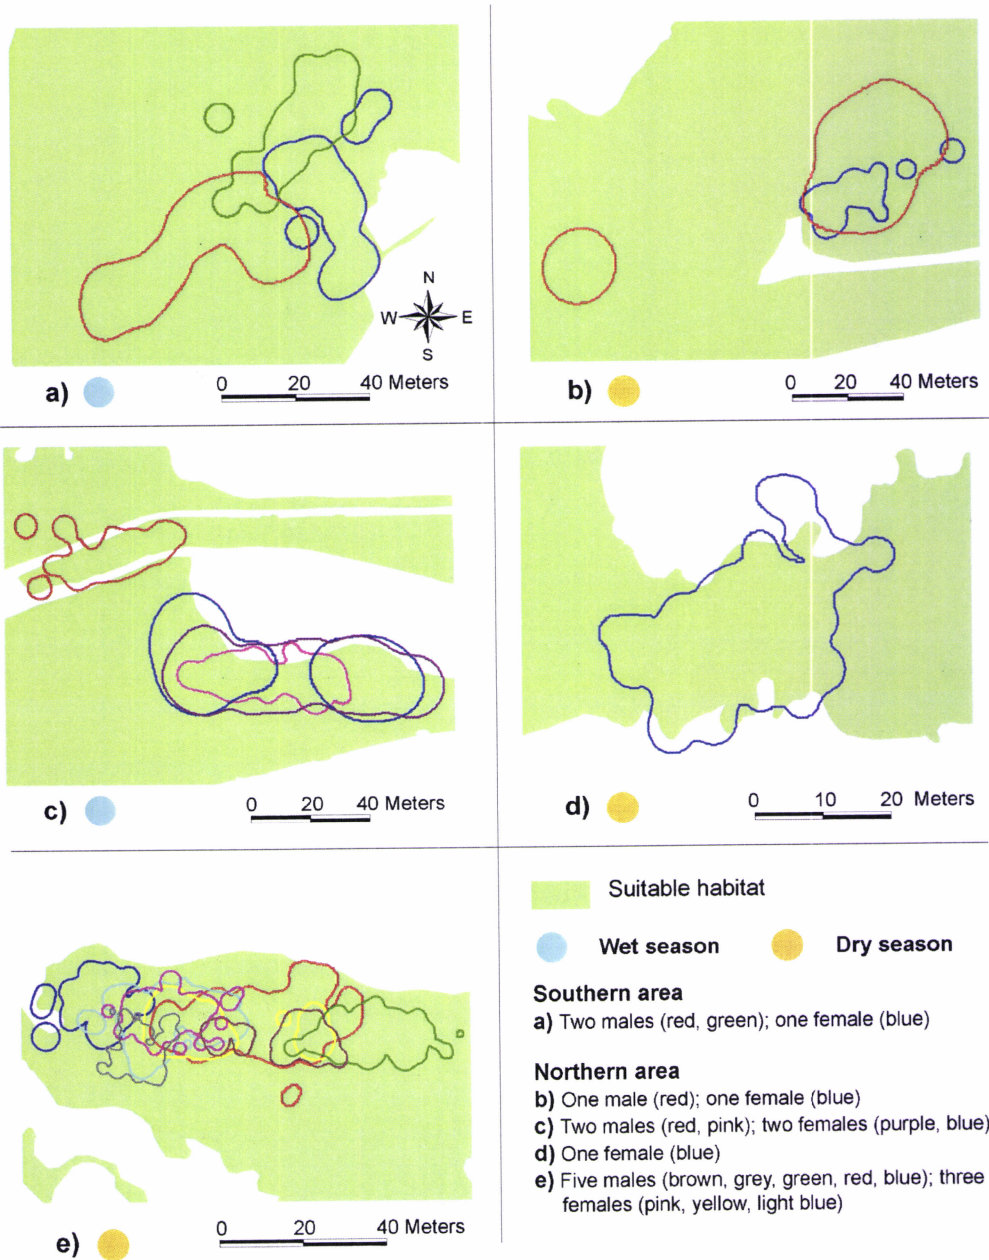 N
W E
S
a)
0 20 40 Meters
b)
0 20 40 Meters
c)
0 20 40 Meters
d)
0 10 20 Meters
e)
0 20 40 Meters
Suitable habitat
Wet season Dry season
Southern area
a) Two males (red, green); one female (blue)
Northern area
b) One male (red); one female (blue)
c) Two males (red, pink); two females (purple, blue)
d) One female (blue)
e) Five males (brown, grey, green, red, blue); three
females (pink, yellow, light blue)